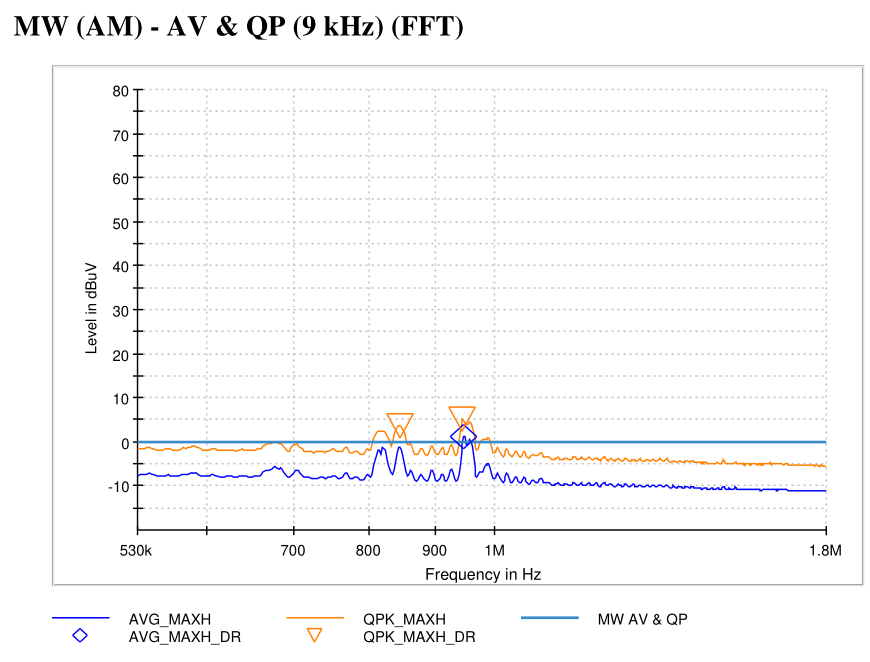 MW (AM) - AV & QP (9 kHz) (FFT)
80
70
60
50
40
30
20
10
0
-10
Level in dBuV
530k 700 800 900 1M 1.8M
Frequency in Hz
AVG_MAXH QPK_MAXH MW AV & QP
AVG_MAXH_DR QPK_MAXH_DR